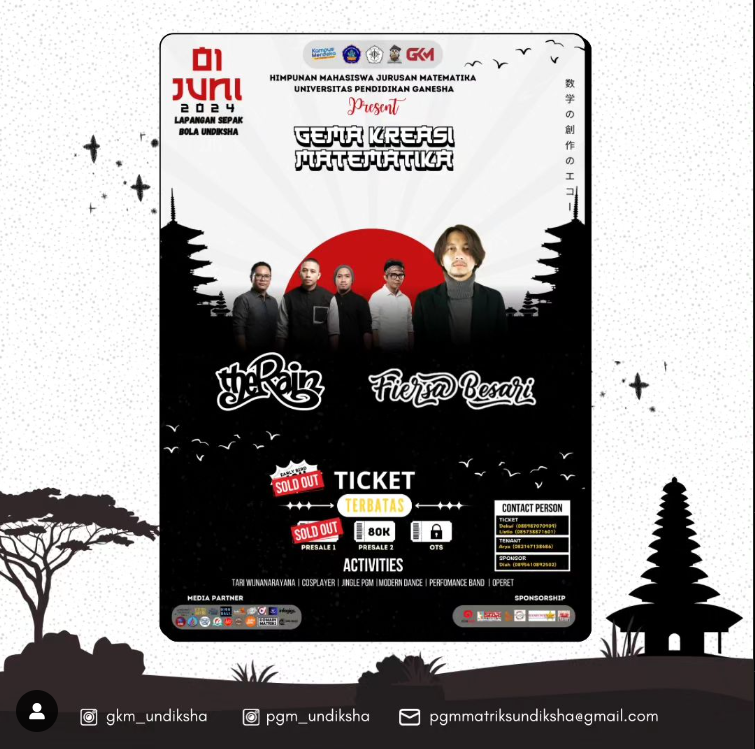 01
JUNI
2024
LAPANGAN SEPAK
BOLA UNDIKSHA
Kampus
Merdeka
GKM
HIMPUNAN MAHASISWA JURUSAN MATEMATIKA
UNIVERSITAS PENDIDIKAN GANESHA
Present
GEMA KREASI
MATEMATIKA
数学の創作のエコー
theRain
Fiersa Besari
EARLY BIRD
SOLD OUT
TICKET
TERBATAS
SOLD OUT
PRESALE 1
80K
PRESALE 2
OTS
CONTACT PERSON
TICKET
TENANT
SPONSOR
ACTIVITIES
TARI WUNANARAYANA | COSPLAYER | JINGLE PGM | MODERN DANCE | PERFOMANCE BAND | OPERET
MEDIA PARTNER
SPONSORSHIP
gkm_undiksha
pgm_undiksha
pgmmatriksundiksha@gmail.com